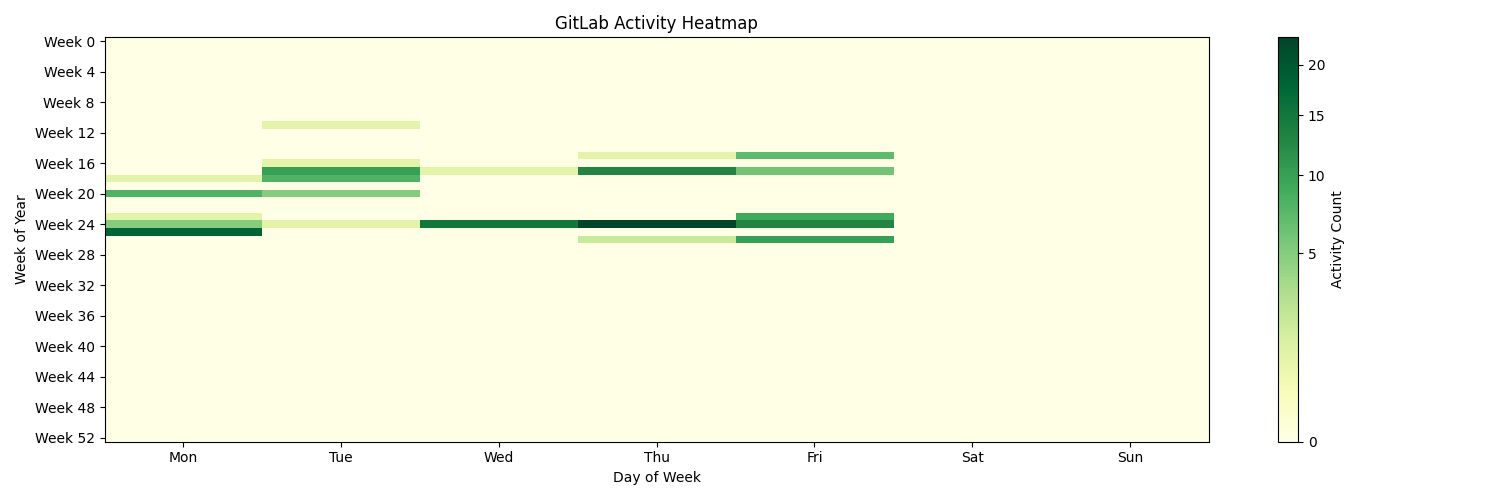 GitLab Activity Heatmap
Week of Year
Week 0
Week 4
Week 8
Week 12
Week 16
Week 20
Week 24
Week 28
Week 32
Week 36
Week 40
Week 44
Week 48
Week 52
Mon Tue Wed Thu Fri Sat Sun
Day of Week
20
15
10
5
0
Activity Count